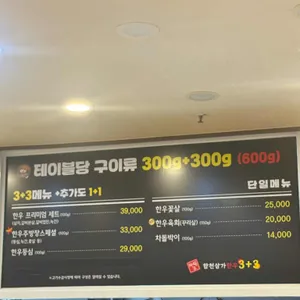 테이블당 구이류 300g+300g (600g)
3+3메뉴 +추가도 1+1
한우 프리미엄 세트 39,000
한우주방장스페셜 33,000
한우등심 29,000
단일메뉴
한우꽃살 25,000
한우육회 20,000
차돌박이 14,000
3+3